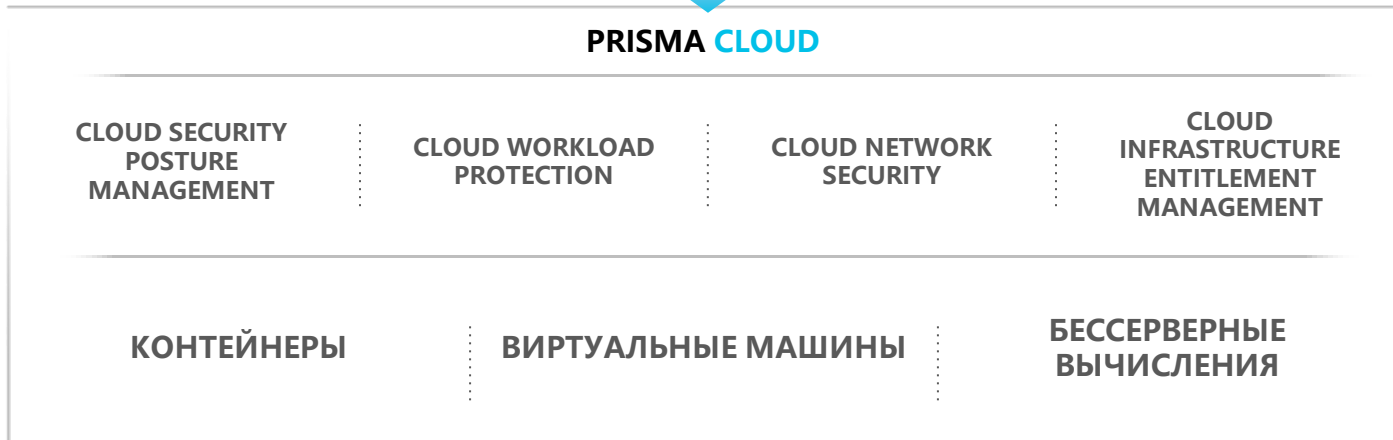 PRISMA CLOUD
CLOUD SECURITY
POSTURE
MANAGEMENT
CLOUD WORKLOAD
PROTECTION
CLOUD NETWORK
SECURITY
CLOUD
INFRASTRUCTURE
ENTITLEMENT
MANAGEMENT
КОНТЕЙНЕРЫ
ВИРТУАЛЬНЫЕ МАШИНЫ
БЕССЕРВЕРНЫЕ
ВЫЧИСЛЕНИЯ